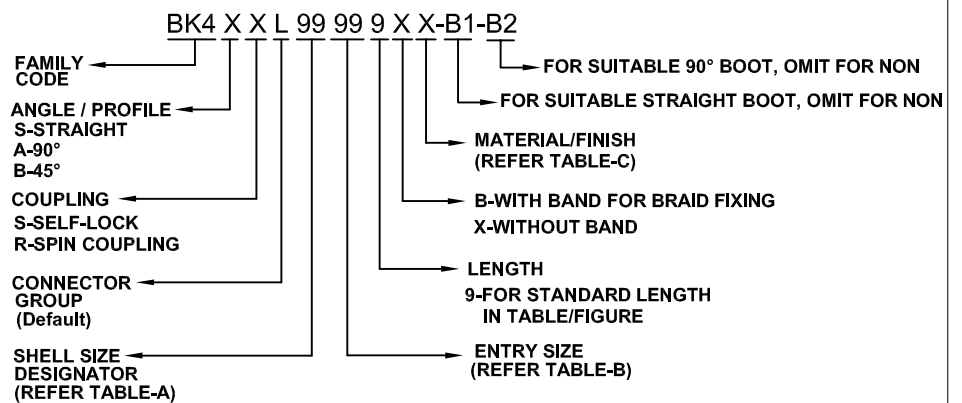 BK4 X X L 99 99 9 X X-B1-B2
FAMILY
CODE
ANGLE / PROFILE
S-STRAIGHT
A-90°
B-45°
COUPLING
S-SELF-LOCK
R-SPIN COUPLING
CONNECTOR
GROUP
(Default)
SHELL SIZE
DESIGNATOR
(REFER TABLE-A)
FOR SUITABLE 90° BOOT, OMIT FOR NON
FOR SUITABLE STRAIGHT BOOT, OMIT FOR NON
MATERIAL/FINISH
(REFER TABLE-C)
B-WITH BAND FOR BRAID FIXING
X-WITHOUT BAND
LENGTH
9-FOR STANDARD LENGTH
IN TABLE/FIGURE
ENTRY SIZE
(REFER TABLE-B)